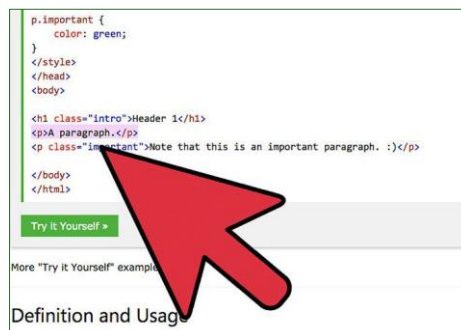 p.important {
color: green;
}
</style>
</head>
<body>
<h1 class="intro">Header 1</h1>
<p>A paragraph.</p>
<p class="important">Note that this is an important paragraph. :)</p>
</body>
</html>
Try it Yourself »
More "Try it Yourself" example
Definition and Usage